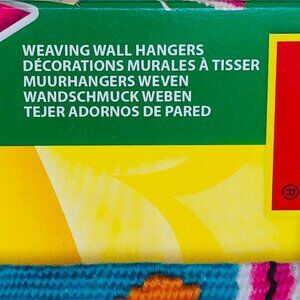 WEAVING WALL HANGERS
DÉCORATIONS MURALES À TISSER
MUURHANGERS WEVEN
WANDSCHMUCK WEBEN
TEJER ADORNOS DE PARED
®